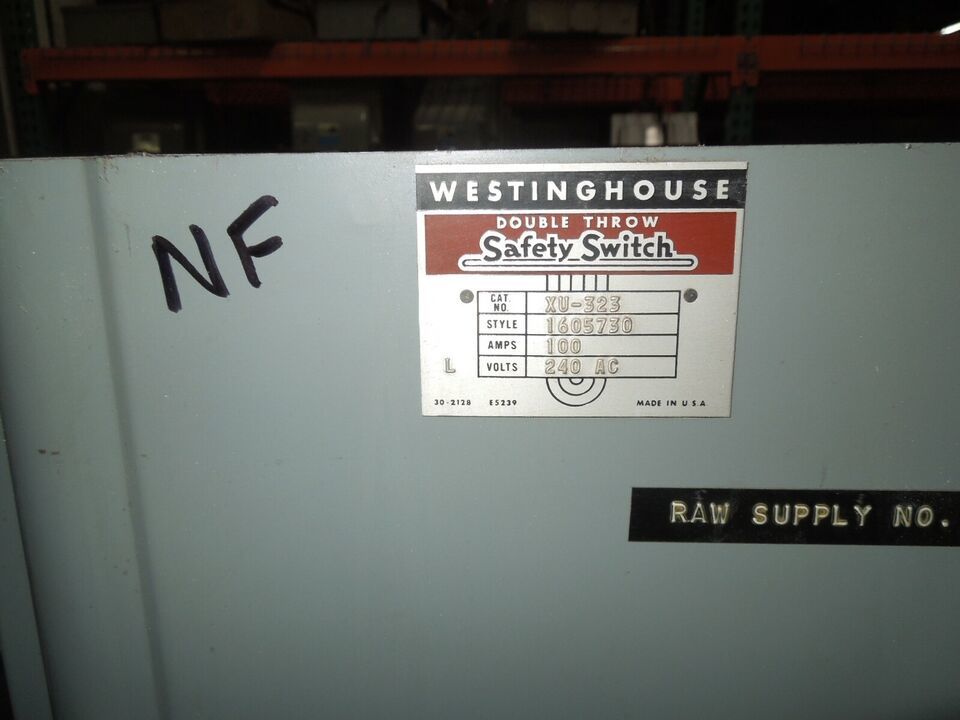 NF
WESTINGHOUSE
DOUBLE THROW
Safety Switch
CAT. NO. XU-323
STYLE 1605730
AMPS 100
L VOLTS 240 AC
30-2128 E5239 MADE IN U.S.A.
RAW SUPPLY NO.